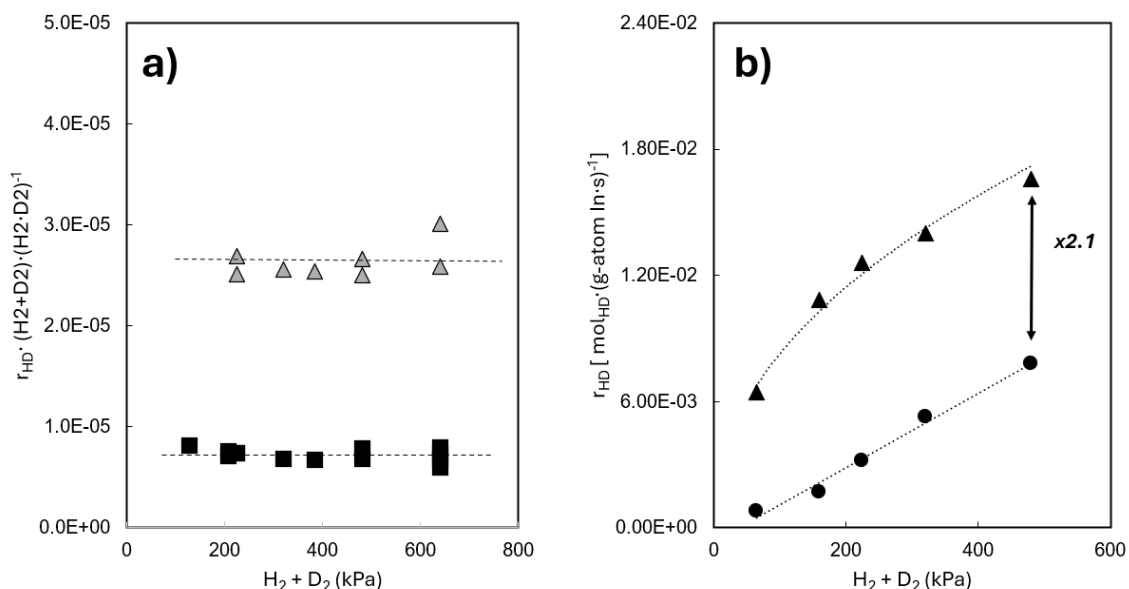 a)
5.0E-05
4.0E-05
3.0E-05
2.0E-05
1.0E-05
0.0E+00
r_HD· (H2+D2)·(H2·D2)^-1
0 200 400 600 800
H₂ + D₂ (kPa)
b)
2.40E-02
1.80E-02
1.20E-02
6.00E-03
0.00E+00
r_HD [ mol_HD·(g-atom In·s)^-1]
x2.1
0 200 400 600
H₂ + D₂ (kPa)